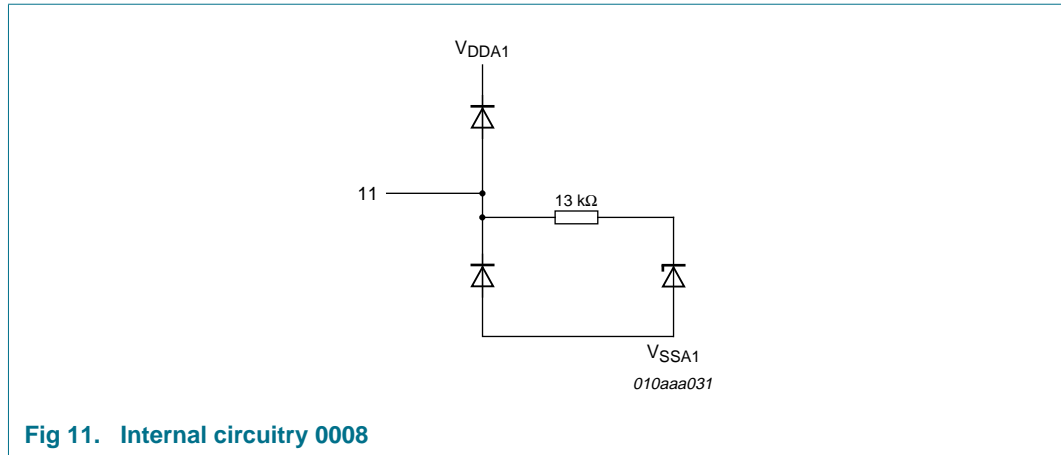 VDDA1
11
13 kΩ
VSSA1
010aaa031
Fig 11. Internal circuitry 0008